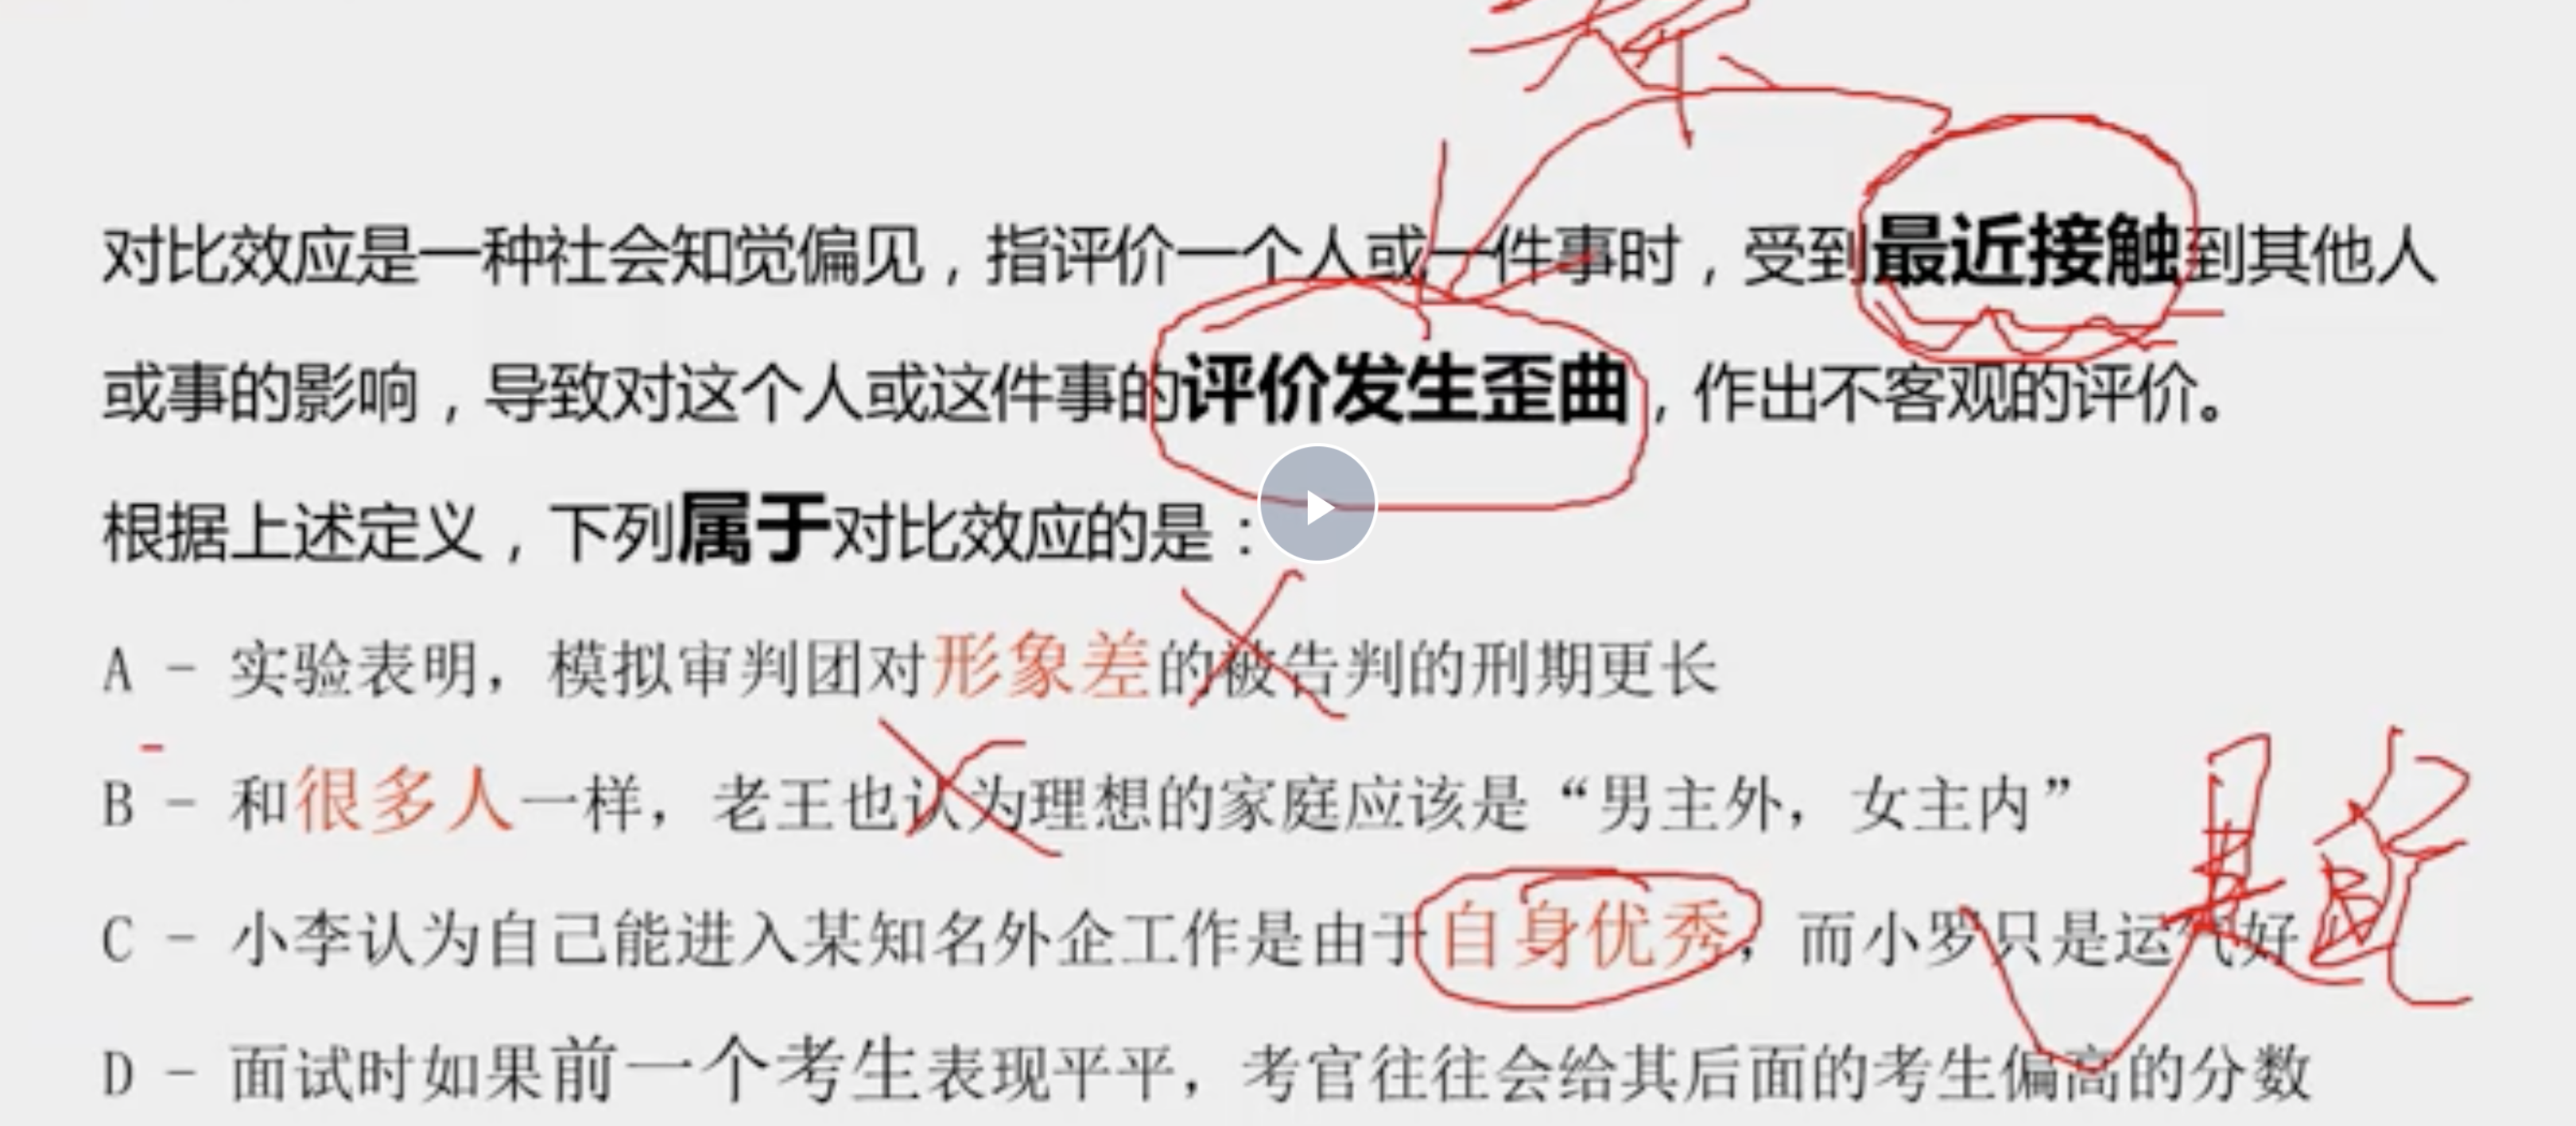 对比效应是一种社会知觉偏见，指评价一个人或一件事时，受到最近接触到其他人
或事的影响，导致对这个人或这件事的评价发生歪曲，作出不客观的评价。
根据上述定义，下列属于对比效应的是：
A - 实验表明，模拟审判团对形象差的被告判的刑期更长
B - 和很多人一样，老王也认为理想的家庭应该是“男主外，女主内”
C - 小李认为自己能进入某知名外企工作是由于自身优秀，而小罗只是运气好
D - 面试时如果前一个考生表现平平，考官往往会给其后面的考生偏高的分数